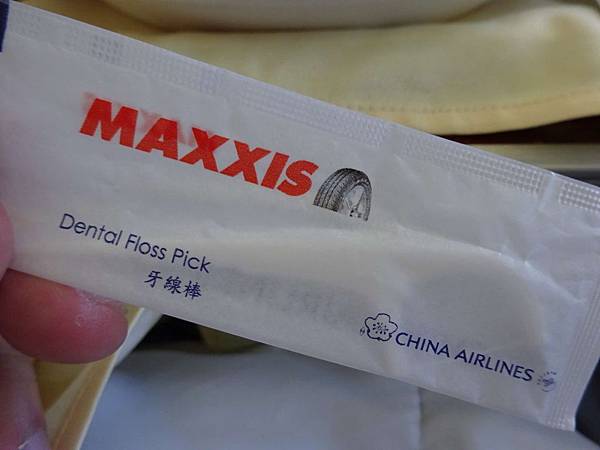 MAXXIS
Dental Floss Pick
牙線棒
CHINA AIRLINES